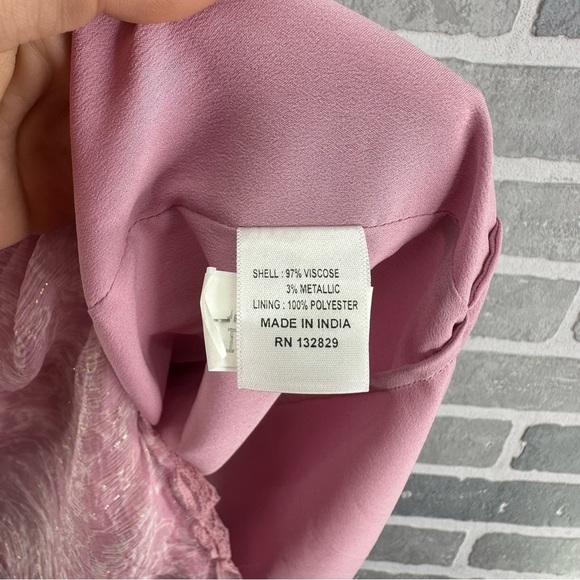 SHELL : 97% VISCOSE
3% METALLIC
LINING : 100% POLYESTER
MADE IN INDIA
RN 132829